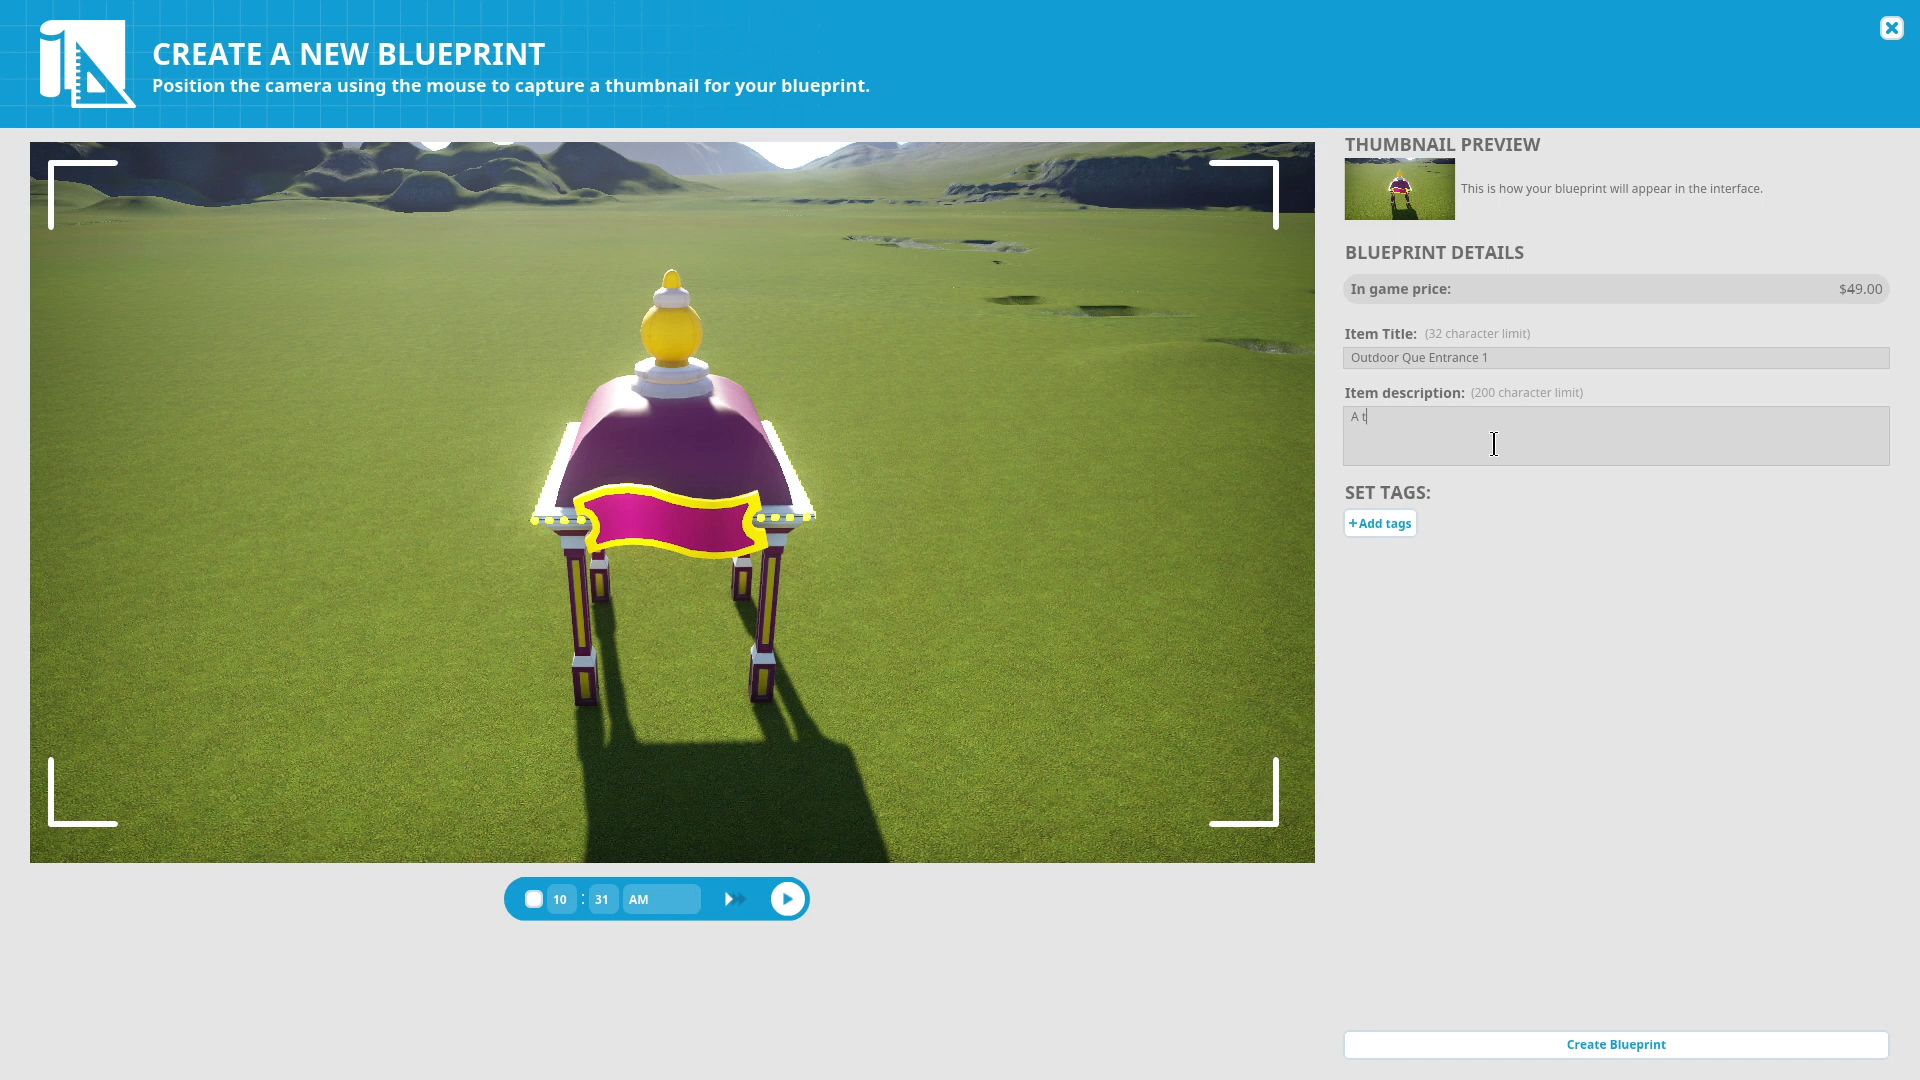 CREATE A NEW BLUEPRINT
Position the camera using the mouse to capture a thumbnail for your blueprint.
THUMBNAIL PREVIEW
This is how your blueprint will appear in the interface.
BLUEPRINT DETAILS
In game price: $49.00
Item Title: (32 character limit)
Outdoor Que Entrance 1
Item description: (200 character limit)
A t
SET TAGS:
+Add tags
10 : 31 AM
Create Blueprint